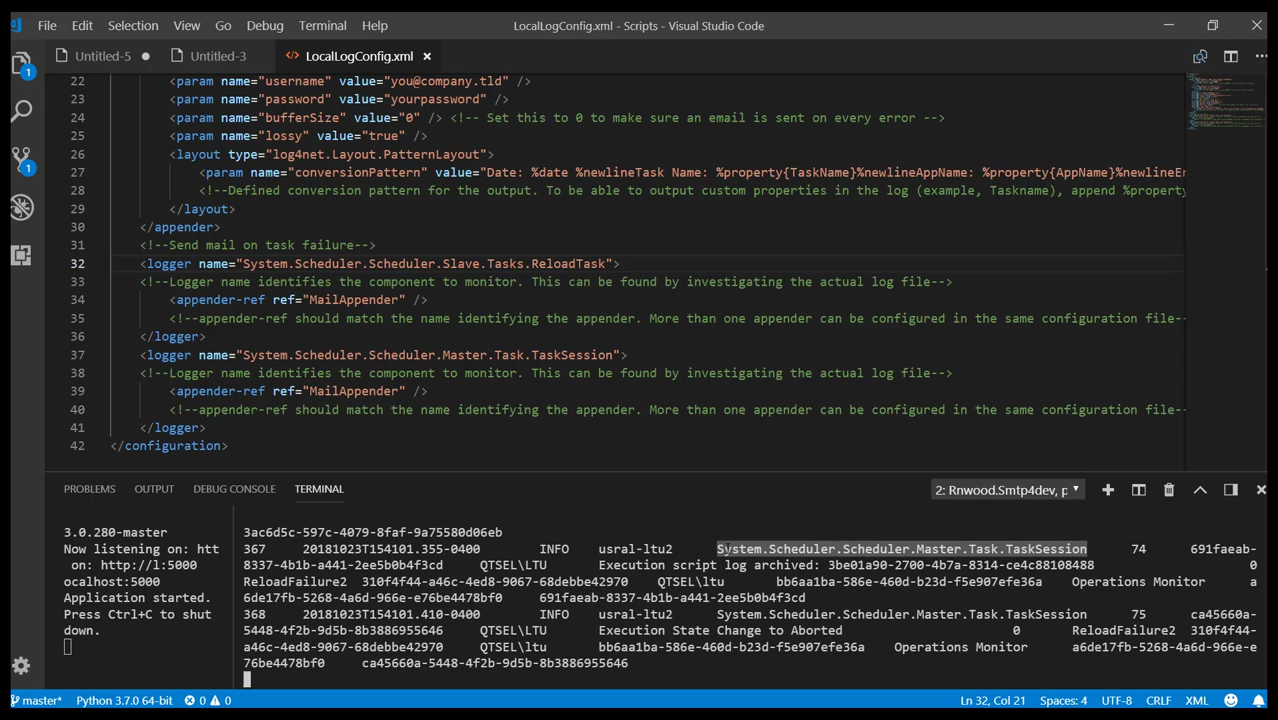 File Edit Selection View Go Debug Terminal Help LocalLogConfig.xml - Scripts - Visual Studio Code
1 Untitled-5 Untitled-3 LocalLogConfig.xml
22 <param name="username" value="you@company.tld" />
23 <param name="password" value="yourpassword" />
24 <param name="bufferSize" value="0" /> <!-- Set this to 0 to make sure an email is sent on every error -->
25 <param name="lossy" value="true" />
26 <layout type="log4net.Layout.PatternLayout">
27 <param name="conversionPattern" value="Date: %date %newlineTask Name: %property{TaskName}%newlineAppName: %property{AppName}%newlineEr
28 <!--Defined conversion pattern for the output. To be able to output custom properties in the log (example, Taskname), append %property
29 </layout>
30 </appender>
31 <!--Send mail on task failure-->
32 <logger name="System.Scheduler.Scheduler.Slave.Tasks.ReloadTask">
33 <!--Logger name identifies the component to monitor. This can be found by investigating the actual log file-->
34 <appender-ref ref="MailAppender" />
35 <!--appender-ref should match the name identifying the appender. More than one appender can be configured in the same configuration file--
36 </logger>
37 <logger name="System.Scheduler.Scheduler.Master.Task.TaskSession">
38 <!--Logger name identifies the component to monitor. This can be found by investigating the actual log file-->
39 <appender-ref ref="MailAppender" />
40 <!--appender-ref should match the name identifying the appender. More than one appender can be configured in the same configuration file--
41 </logger>
42 </configuration>
1
PROBLEMS OUTPUT DEBUG CONSOLE TERMINAL 2: Rnwood.Smtp4dev, p
3.0.280-master
Now listening on: htt
on: http://l:5000
ocalhost:5000
Application started.
Press Ctrl+C to shut
down.
3ac6d5c-597c-4079-8faf-9a75580d06eb
367 20181023T154101.355-0400 INFO usral-ltu2 System.Scheduler.Scheduler.Master.Task.TaskSession 74 691faeab-
8337-4b1b-a441-2ee5b0b4f3cd QTSEL\ltu Execution script log archived: 3be01a90-2700-4b7a-8314-ce4c88108488 0
ReloadFailure2 310f4f44-a46c-4ed8-9067-68debbe42970 QTSEL\ltu bb6aa1ba-586e-460d-b23d-f5e907efe36a Operations Monitor a
6de17fb-5268-4a6d-966e-e76be4478bf0 691faeab-8337-4b1b-a441-2ee5b0b4f3cd
368 20181023T154101.410-0400 INFO usral-ltu2 System.Scheduler.Scheduler.Master.Task.TaskSession 75 ca45660a-
5448-4f2b-9d5b-8b3886955646 QTSEL\LTU Execution State Change to Aborted 0 ReloadFailure2 310f4f44-
a46c-4ed8-9067-68debbe42970 QTSEL\ltu bb6aa1ba-586e-460d-b23d-f5e907efe36a Operations Monitor a6de17fb-5268-4a6d-966e-e
76be4478bf0 ca45660a-5448-4f2b-9d5b-8b3886955646
master* Python 3.7.0 64-bit 0 0 Ln 32, Col 21 Spaces: 4 UTF-8 CRLF XML